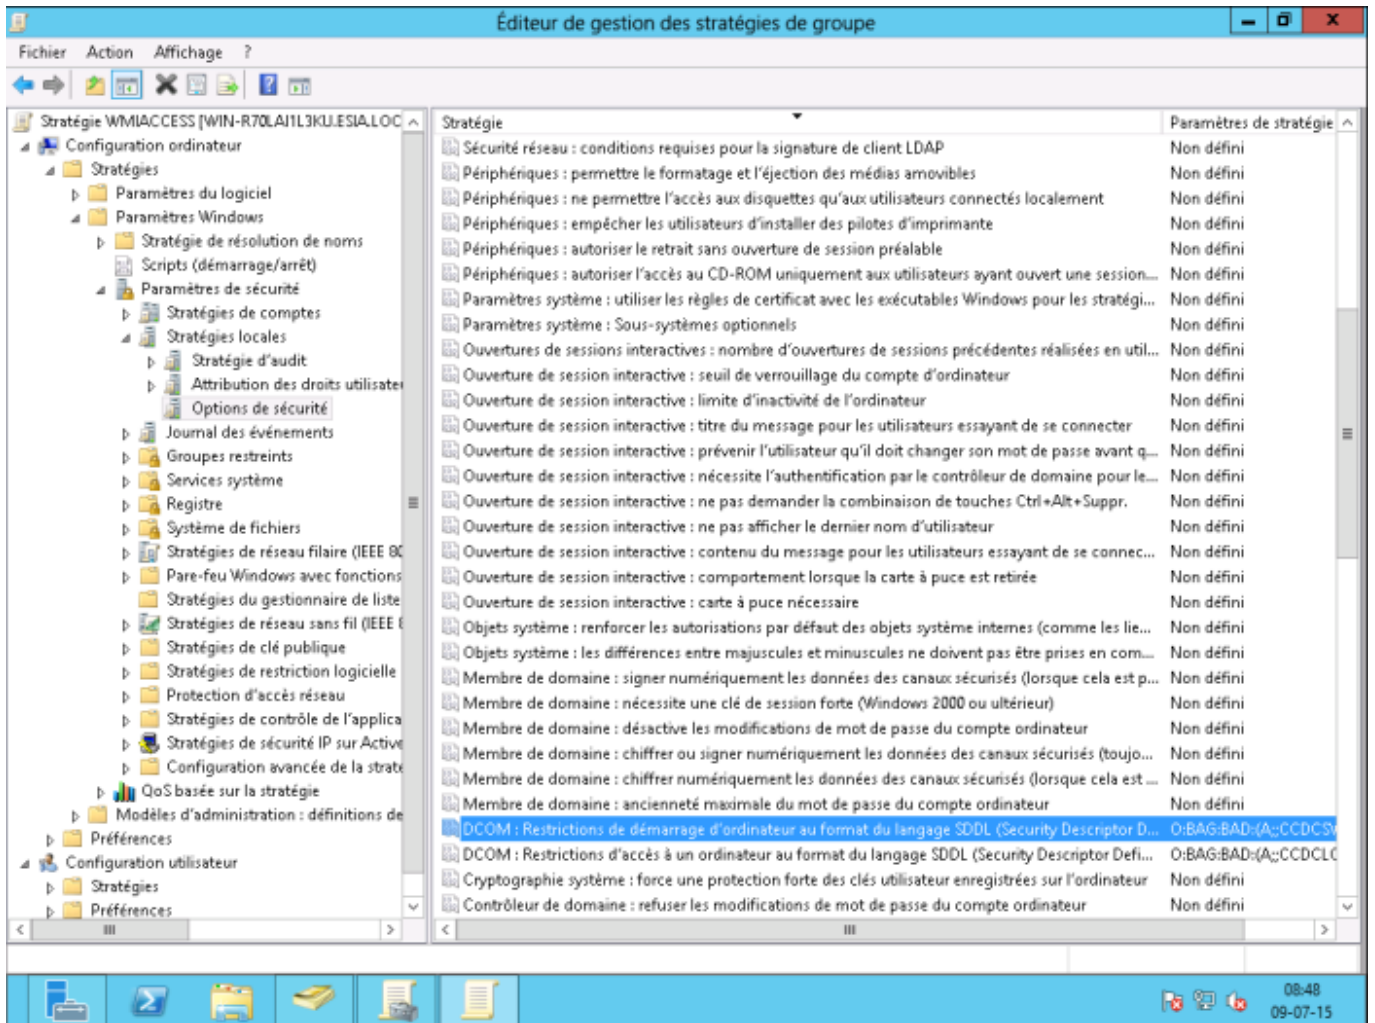 Éditeur de gestion des stratégies de groupe
Fichier Action Affichage ?
Stratégie WMIACCESS [WIN-R70LAJ1L3KU.ESIA.LOC
Configuration ordinateur
Stratégies
Paramètres du logiciel
Paramètres Windows
Stratégie de résolution de noms
Scripts (démarrage/arrêt)
Paramètres de sécurité
Stratégies de comptes
Stratégies locales
Stratégie d'audit
Attribution des droits utilisate
Options de sécurité
Journal des événements
Groupes restreints
Services système
Registre
Système de fichiers
Stratégies de réseau filaire (IEEE 80
Pare-feu Windows avec fonctions
Stratégies du gestionnaire de liste
Stratégies de réseau sans fil (IEEE 8
Stratégies de clé publique
Stratégies de restriction logicielle
Protection d'accès réseau
Stratégies de contrôle de l'applica
Stratégies de sécurité IP sur Active
Configuration avancée de la straté
QoS basée sur la stratégie
Modèles d'administration : définitions de
Préférences
Configuration utilisateur
Stratégies
Préférences
Stratégie Paramètres de stratégie
Sécurité réseau : conditions requises pour la signature de client LDAP Non défini
Périphériques : permettre le formatage et l'éjection des médias amovibles Non défini
Périphériques : ne permettre l'accès aux disquettes qu'aux utilisateurs connectés localement Non défini
Périphériques : empêcher les utilisateurs d'installer des pilotes d'imprimante Non défini
Périphériques : autoriser le retrait sans ouverture de session préalable Non défini
Périphériques : autoriser l'accès au CD-ROM uniquement aux utilisateurs ayant ouvert une session... Non défini
Paramètres système : utiliser les règles de certificat avec les exécutables Windows pour les stratégi... Non défini
Paramètres système : Sous-systèmes optionnels Non défini
Ouvertures de sessions interactives : nombre d'ouvertures de sessions précédentes réalisées en util... Non défini
Ouverture de session interactive : seuil de verrouillage du compte d'ordinateur Non défini
Ouverture de session interactive : limite d'inactivité de l'ordinateur Non défini
Ouverture de session interactive : titre du message pour les utilisateurs essayant de se connecter Non défini
Ouverture de session interactive : prévenir l'utilisateur qu'il doit changer son mot de passe avant q... Non défini
Ouverture de session interactive : nécessite l'authentification par le contrôleur de domaine pour le... Non défini
Ouverture de session interactive : ne pas demander la combinaison de touches Ctrl+Alt+Suppr. Non défini
Ouverture de session interactive : ne pas afficher le dernier nom d'utilisateur Non défini
Ouverture de session interactive : contenu du message pour les utilisateurs essayant de se connec... Non défini
Ouverture de session interactive : comportement lorsque la carte à puce est retirée Non défini
Ouverture de session interactive : carte à puce nécessaire Non défini
Objets système : renforcer les autorisations par défaut des objets système internes (comme les lie... Non défini
Objets système : les différences entre majuscules et minuscules ne doivent pas être prises en com... Non défini
Membre de domaine : signer numériquement les données des canaux sécurisés (lorsque cela est p... Non défini
Membre de domaine : nécessite une clé de session forte (Windows 2000 ou ultérieur) Non défini
Membre de domaine : désactive les modifications de mot de passe du compte ordinateur Non défini
Membre de domaine : chiffrer ou signer numériquement les données des canaux sécurisés (toujo... Non défini
Membre de domaine : chiffrer numériquement les données des canaux sécurisés (lorsque cela est ... Non défini
Membre de domaine : ancienneté maximale du mot de passe du compte ordinateur Non défini
DCOM : Restrictions de démarrage d'ordinateur au format du langage SDDL (Security Descriptor D... O:BAG:BAD:(A;;CCDCSW
DCOM : Restrictions d'accès à un ordinateur au format du langage SDDL (Security Descriptor Defi... O:BAG:BAD:(A;;CCDCLC
Cryptographie système : force une protection forte des clés utilisateur enregistrées sur l'ordinateur Non défini
Contrôleur de domaine : refuser les modifications de mot de passe du compte ordinateur Non défini
08:48
09-07-15